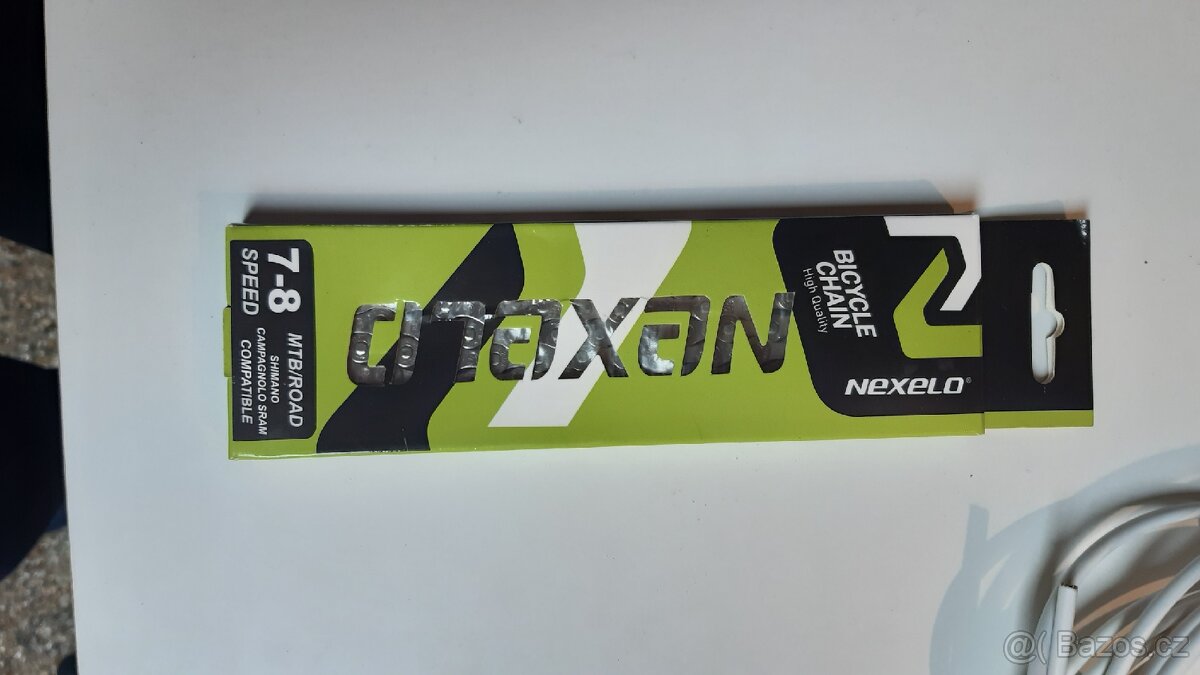 NEXELO®
BICYCLE
CHAIN
High Quality
NEXELO
7-8
SPEED
MTB/ROAD
SHIMANO
CAMPAGNOLO SRAM
COMPATIBLE
@( Bazos.cz